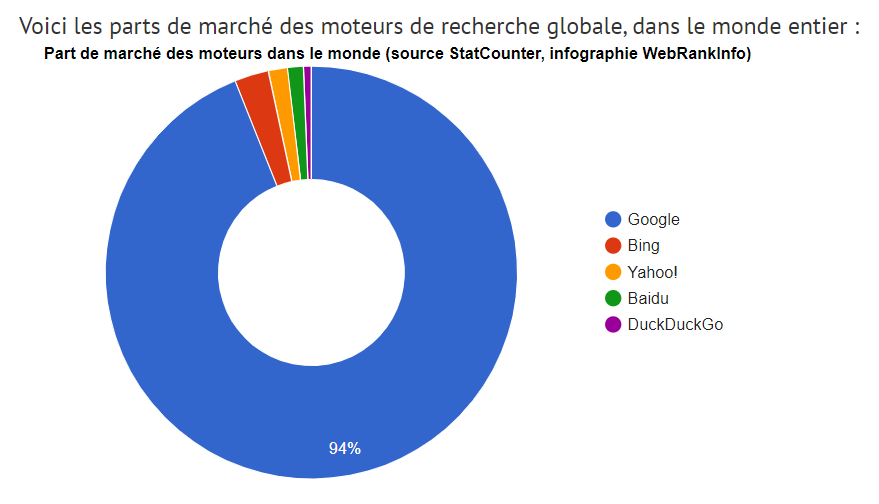 Voici les parts de marché des moteurs de recherche globale, dans le monde entier :
Part de marché des moteurs dans le monde (source StatCounter, infographie WebRankInfo)
Google
Bing
Yahoo!
Baidu
DuckDuckGo
94%